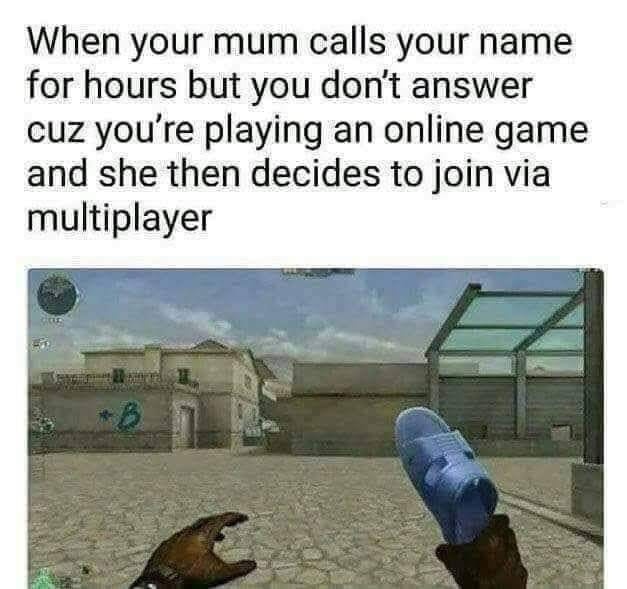 When your mum calls your name
for hours but you don't answer
cuz you're playing an online game
and she then decides to join via
multiplayer
B